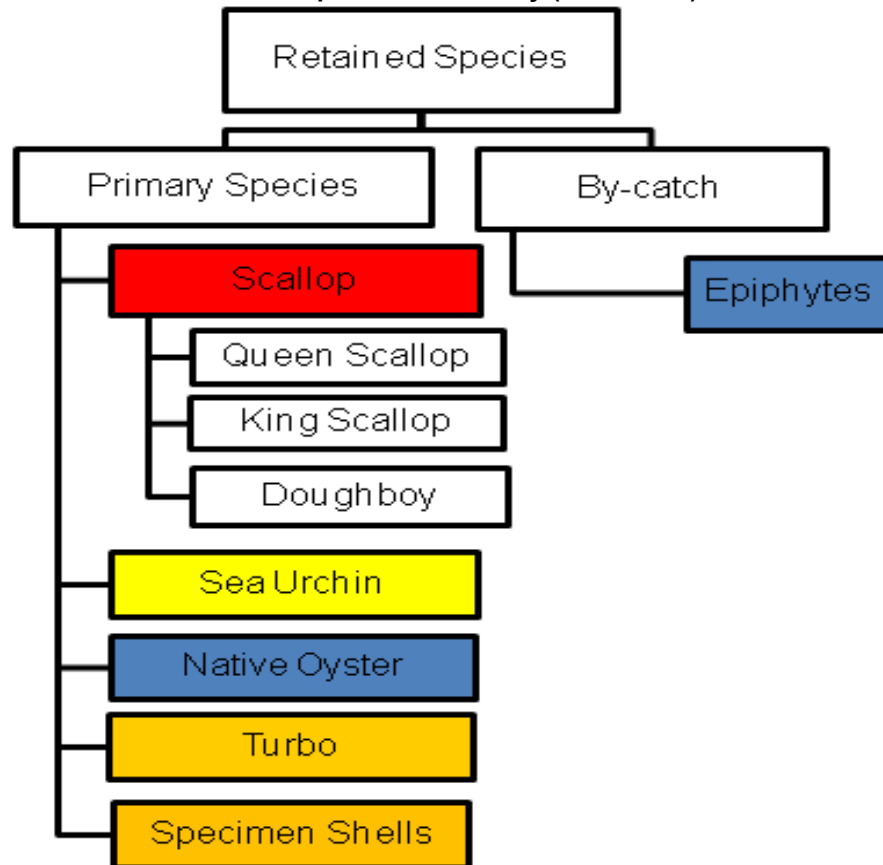 Retained Species
Primary Species
By-catch
Scallop
Epiphytes
Queen Scallop
King Scallop
Doughboy
Sea Urchin
Native Oyster
Turbo
Specimen Shells